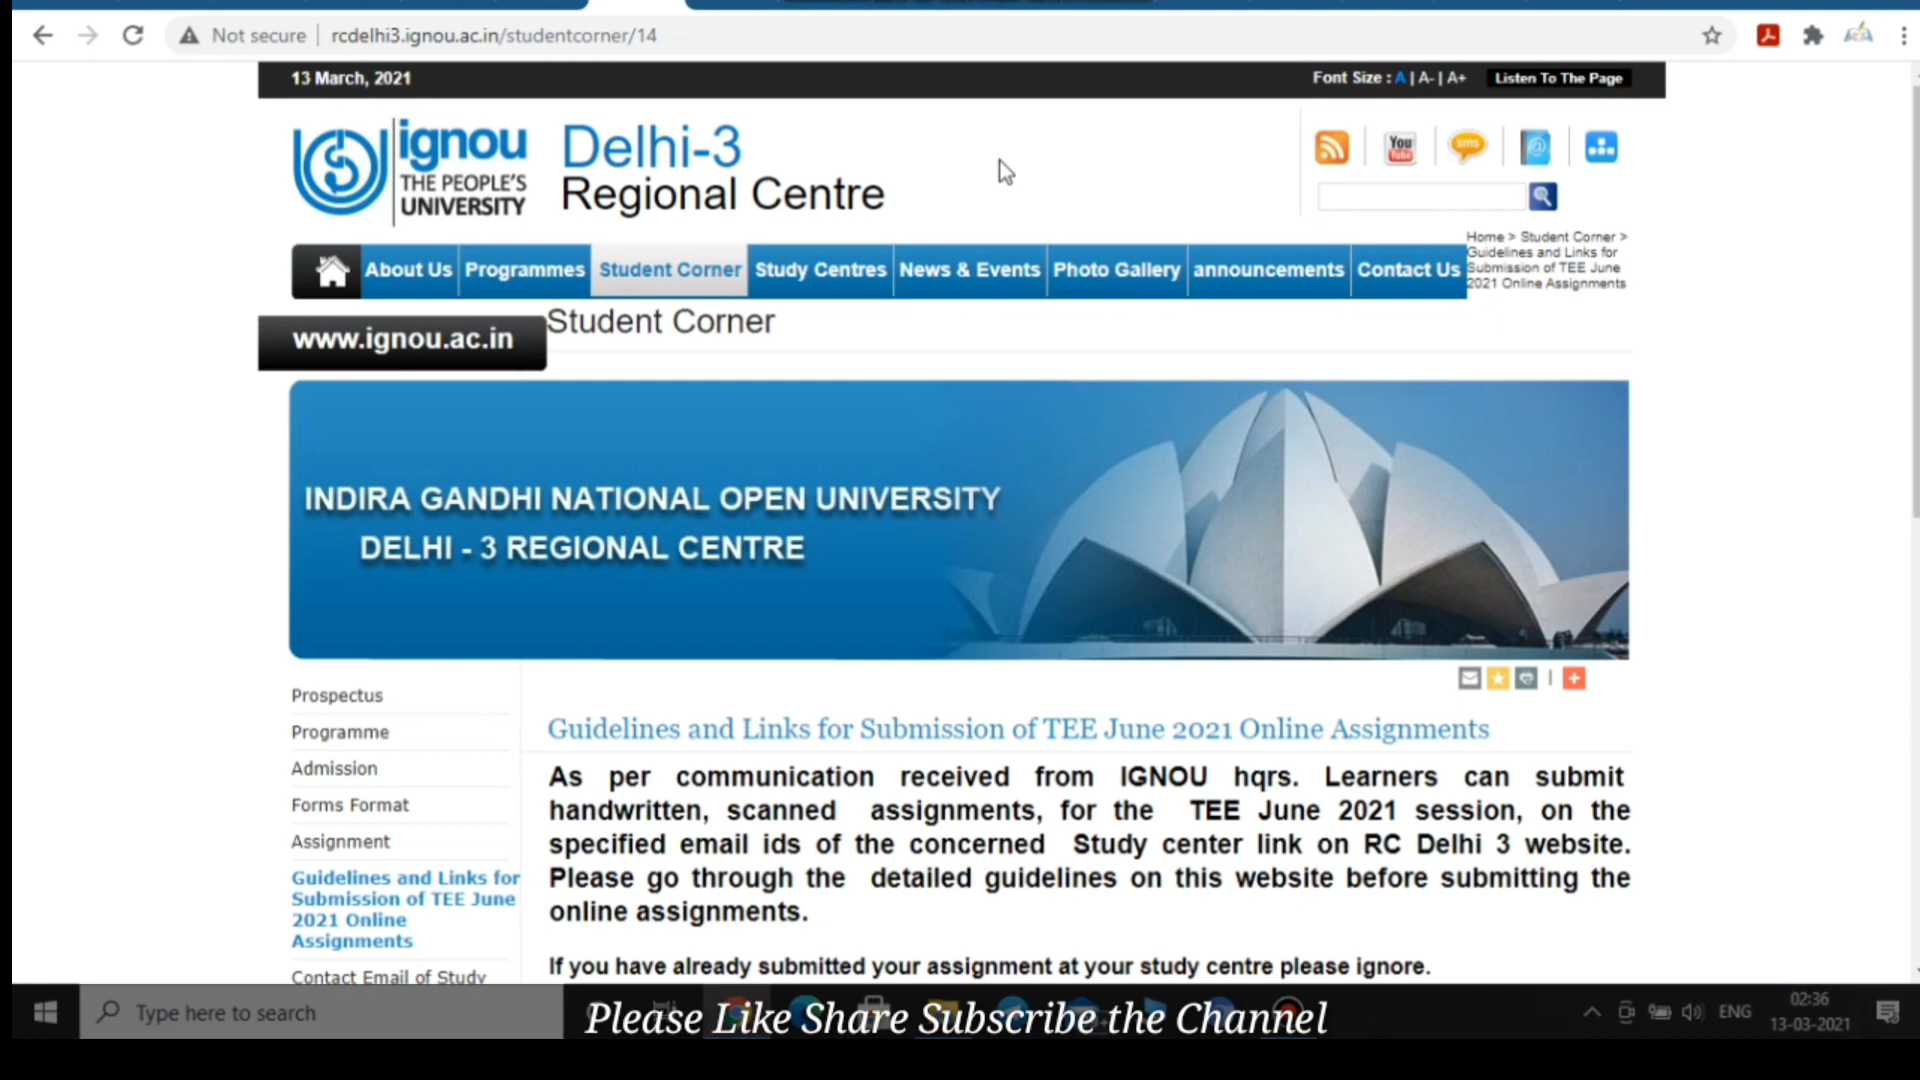 Not secure | rcdelhi3.ignou.ac.in/studentcorner/14
13 March, 2021
Font Size : A | A- | A+ Listen To The Page
ignou
THE PEOPLE'S
UNIVERSITY
Delhi-3
Regional Centre
You
Tube
sms
About Us Programmes Student Corner Study Centres News & Events Photo Gallery announcements Contact Us
Home > Student Corner >
Guidelines and Links for
Submission of TEE June
2021 Online Assignments
www.ignou.ac.in
Student Corner
INDIRA GANDHI NATIONAL OPEN UNIVERSITY
DELHI - 3 REGIONAL CENTRE
Prospectus
Programme
Admission
Forms Format
Assignment
Guidelines and Links for
Submission of TEE June
2021 Online
Assignments
Contact Email of Study
Guidelines and Links for Submission of TEE June 2021 Online Assignments
As per communication received from IGNOU hqrs. Learners can submit
handwritten, scanned assignments, for the TEE June 2021 session, on the
specified email ids of the concerned Study center link on RC Delhi 3 website.
Please go through the detailed guidelines on this website before submitting the
online assignments.
If you have already submitted your assignment at your study centre please ignore.
Type here to search
Please Like Share Subscribe the Channel
ENG
02:36
13-03-2021